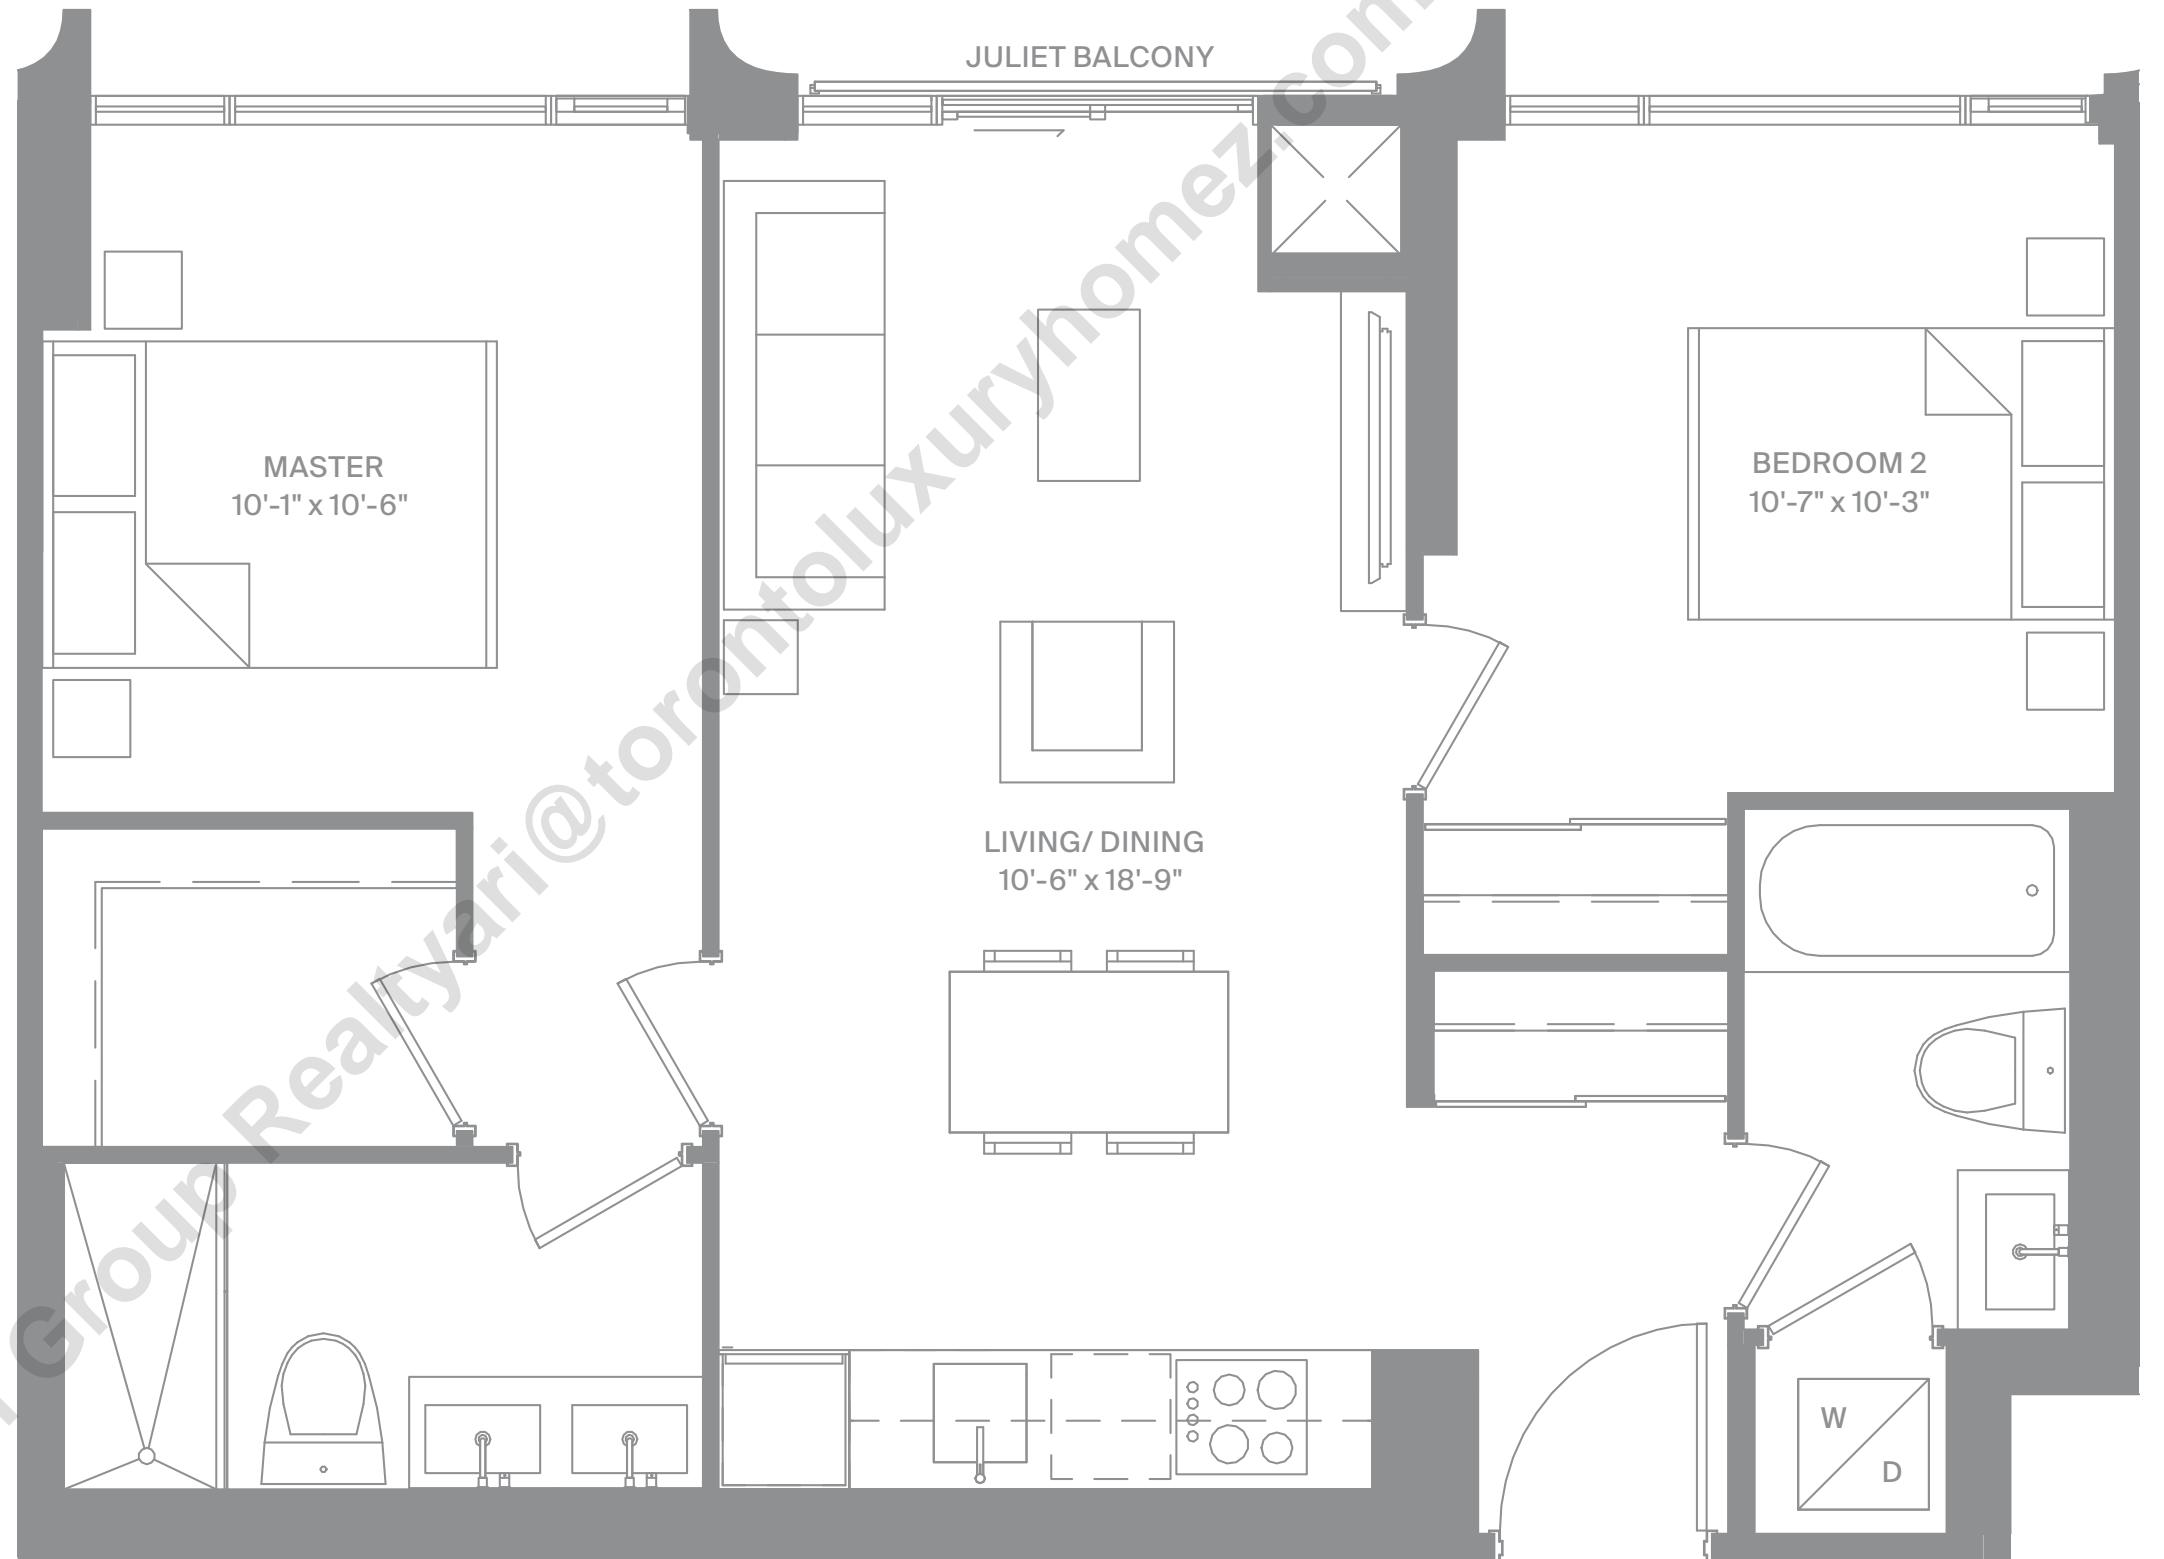 JULIET BALCONY
MASTER
10'-1" x 10'-6"
BEDROOM 2
10'-7" x 10'-3"
LIVING/ DINING
10'-6" x 18'-9"
W
D
Group Realtyari@torontoluxuryhomez.com